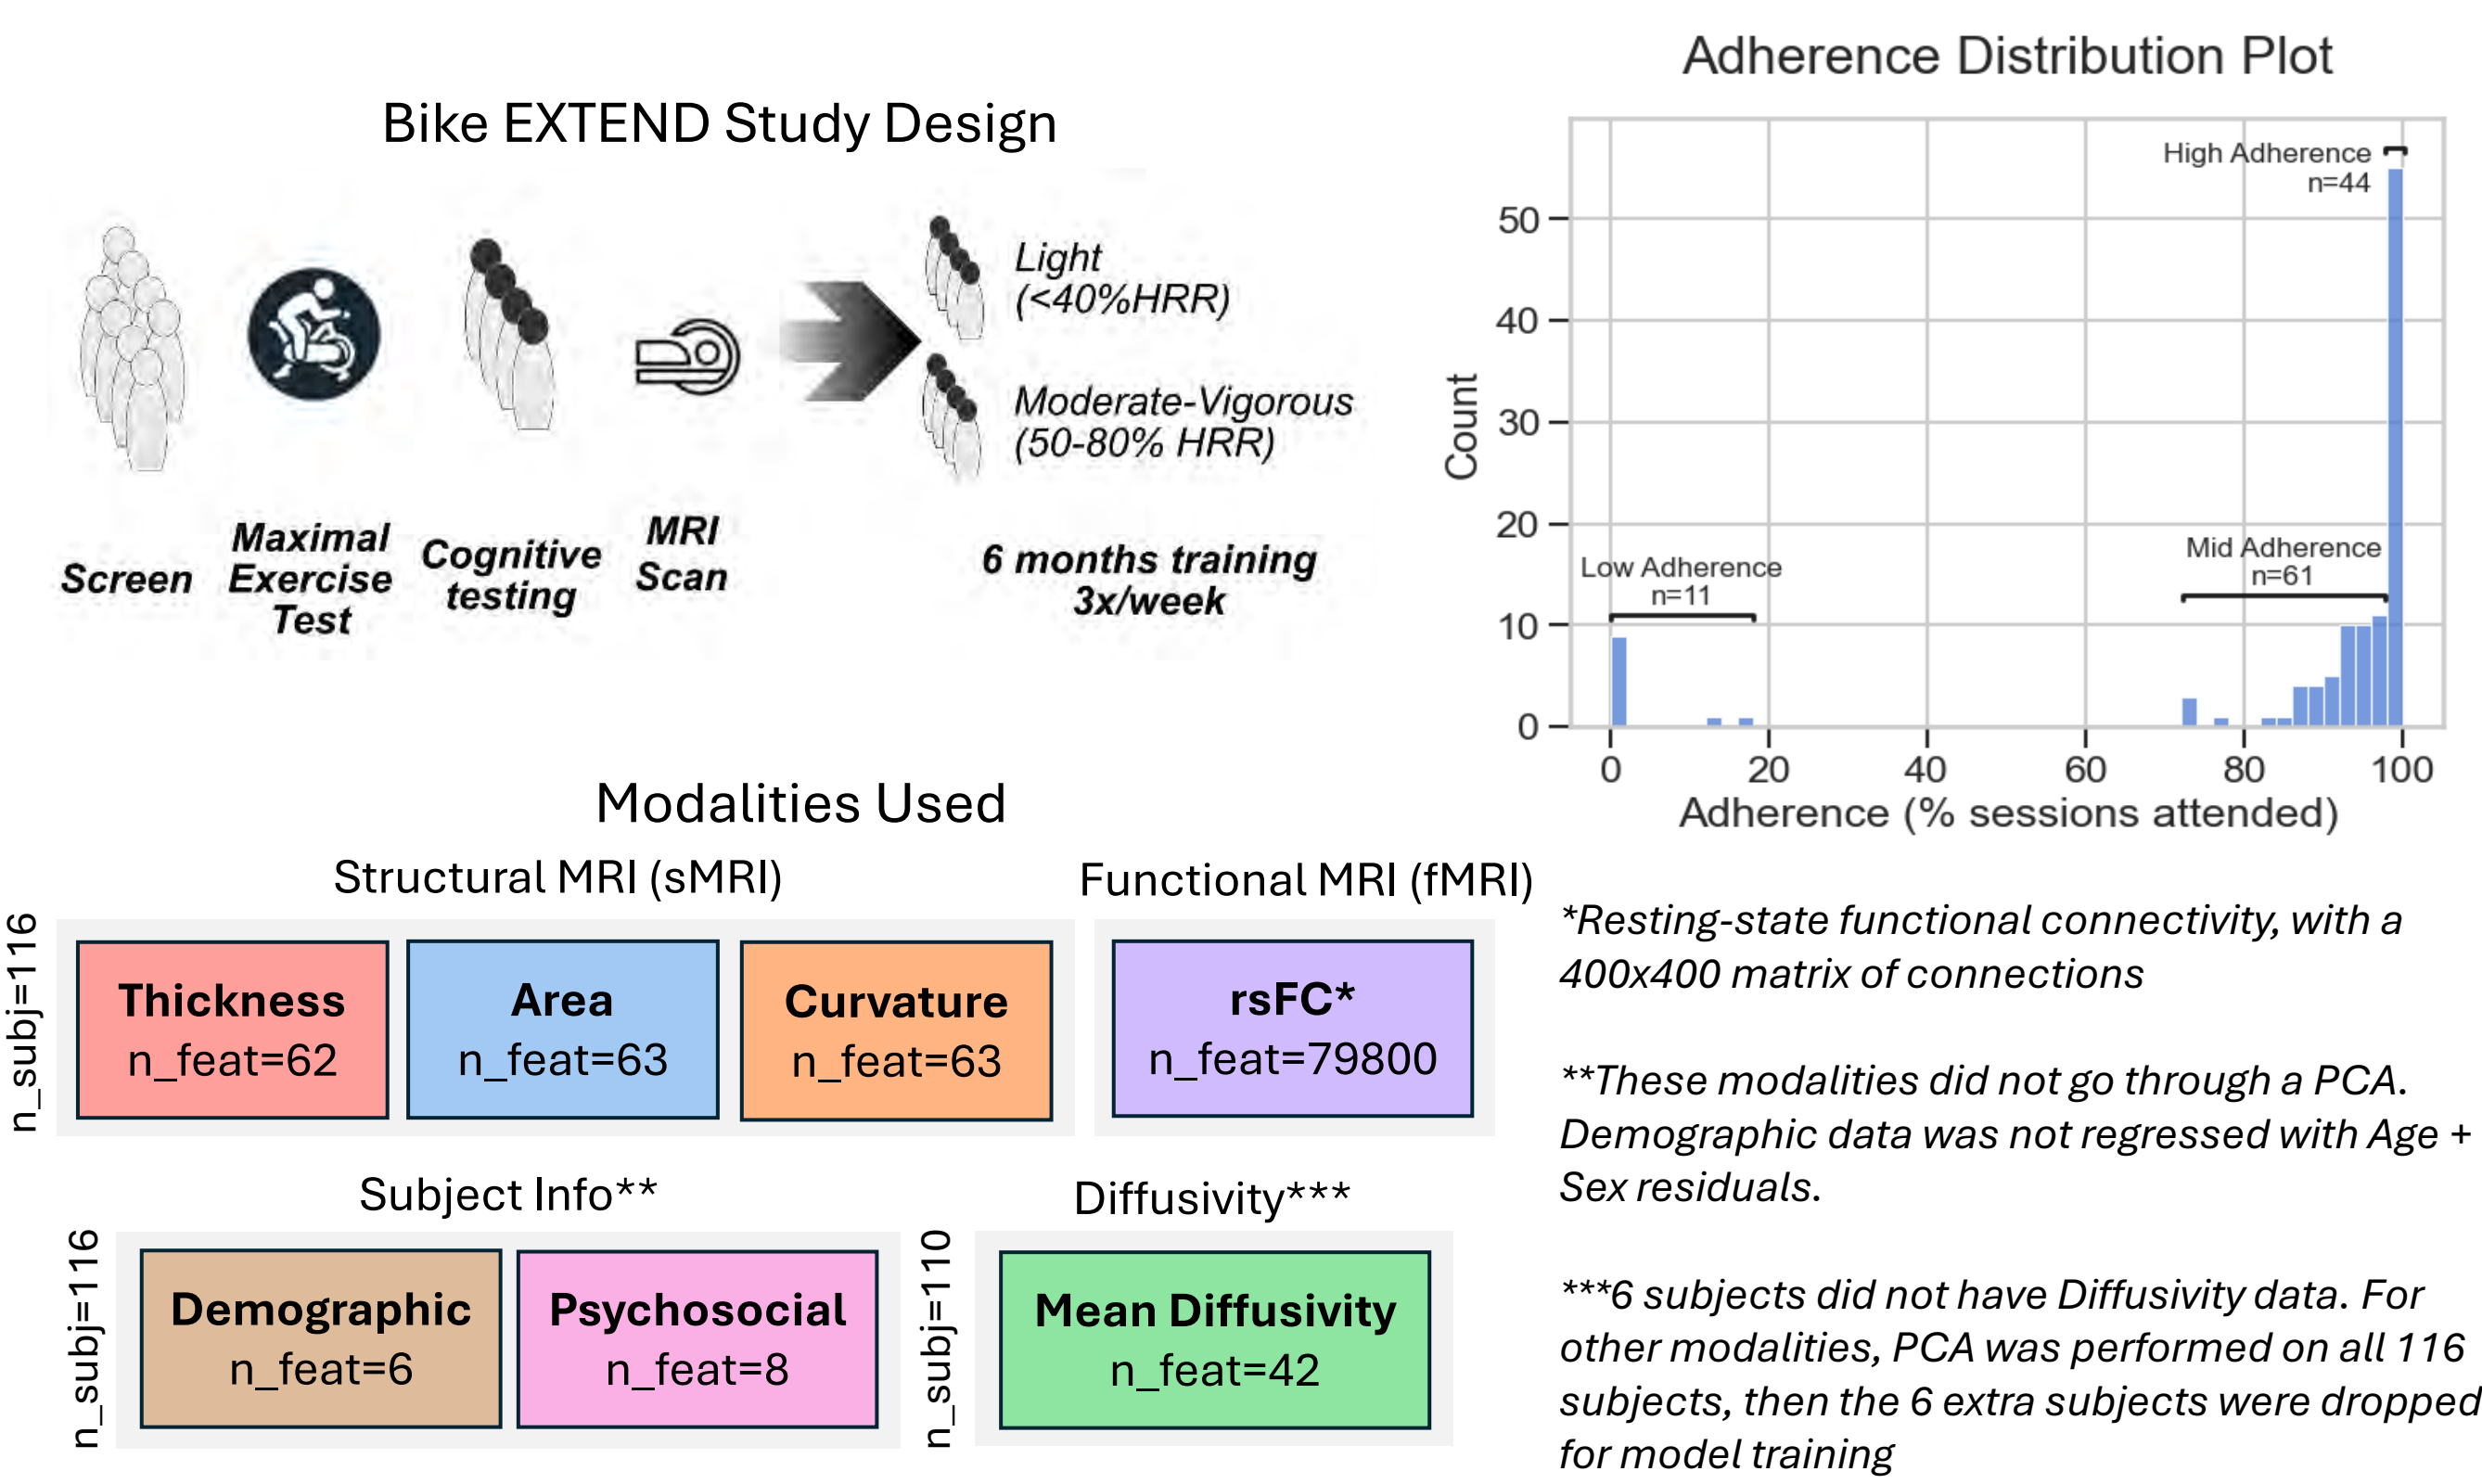 Bike EXTEND Study Design
Light
(<40%HRR)
Moderate-Vigorous
(50-80% HRR)
Screen
Maximal
Exercise
Test
Cognitive
testing
MRI
Scan
6 months training
3x/week
Adherence Distribution Plot
High Adherence
n=44
Mid Adherence
n=61
Low Adherence
n=11
Count
50
40
30
20
10
0
0 20 40 60 80 100
Adherence (% sessions attended)
Modalities Used
Structural MRI (sMRI)
n_subj=116
Thickness
n_feat=62
Area
n_feat=63
Curvature
n_feat=63
Functional MRI (fMRI)
rsFC*
n_feat=79800
Subject Info**
n_subj=116
Demographic
n_feat=6
Psychosocial
n_feat=8
Diffusivity***
n_subj=110
Mean Diffusivity
n_feat=42
*Resting-state functional connectivity, with a
400x400 matrix of connections
**These modalities did not go through a PCA.
Demographic data was not regressed with Age +
Sex residuals.
***6 subjects did not have Diffusivity data. For
other modalities, PCA was performed on all 116
subjects, then the 6 extra subjects were dropped
for model training